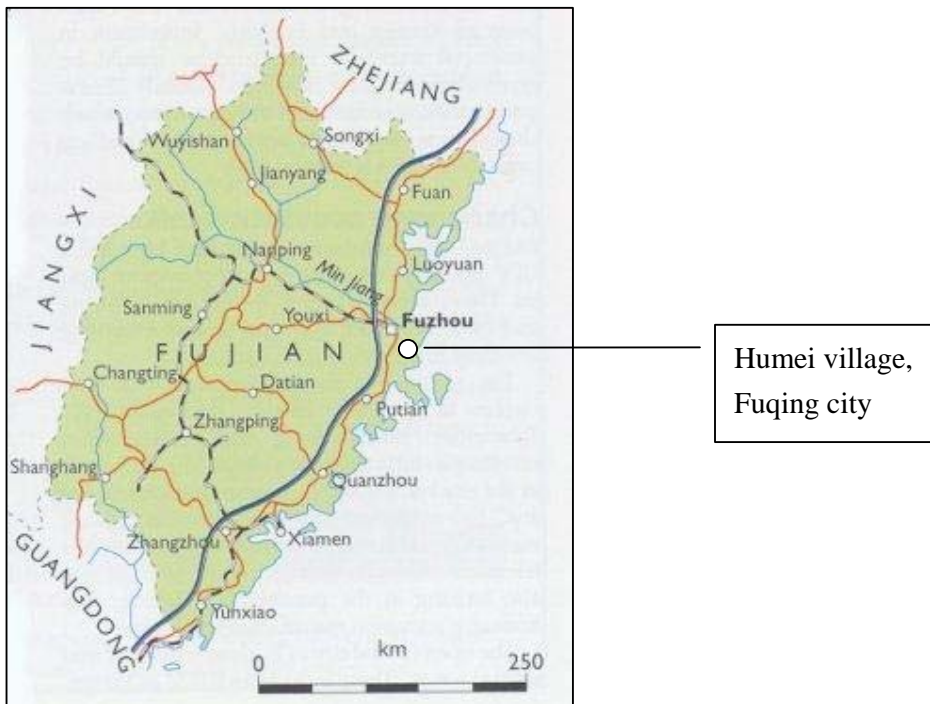 ZHEJIANG
Wuyishan
Songxi
Jianyang
Fuan
JIANGXI
Nanping
Min Jiang
Luoyuan
Sanming
Youxi
Fuzhou
FUJIAN
Humei village,
Fuqing city
Changting
Datian
Putian
Zhangping
Shanghang
Quanzhou
Zhangzhou
Xiamen
GUANGDONG
Yunxiao
km
0
250